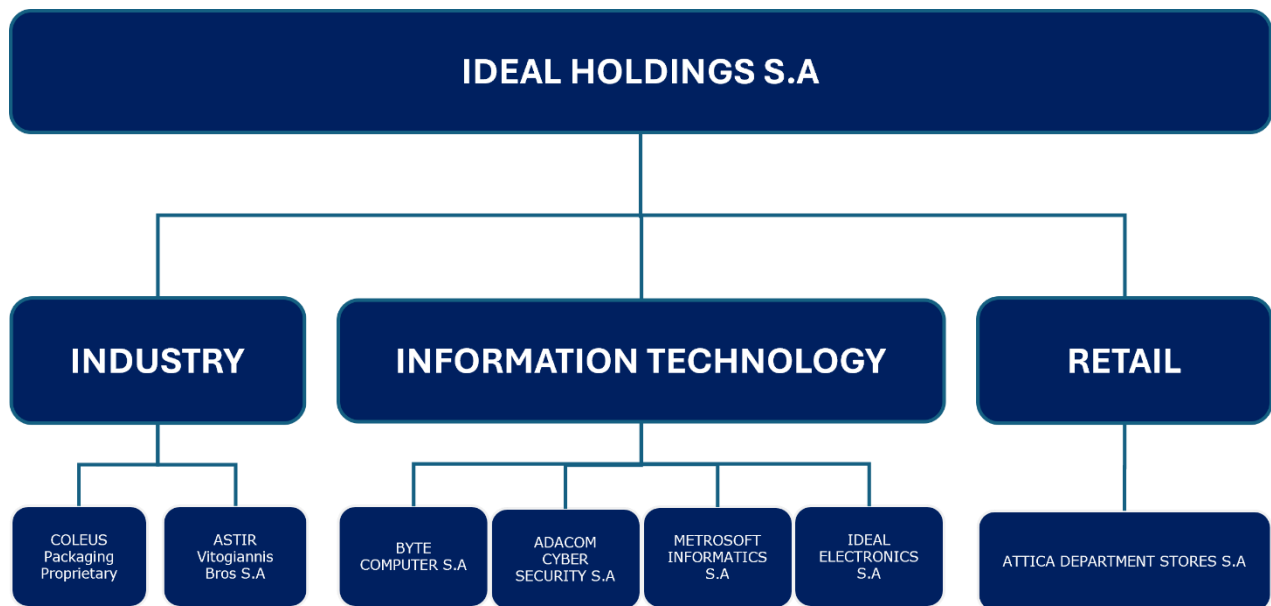 IDEAL HOLDINGS S.A
INDUSTRY
INFORMATION TECHNOLOGY
RETAIL
COLEUS
Packaging
Proprietary
ASTIR
Vitogiannis
Bros S.A
BYTE
COMPUTER S.A
ADACOM
CYBER
SECURITY S.A
METROSOFT
INFORMATICS
S.A
IDEAL
ELECTRONICS
S.A
ATTICA DEPARTMENT STORES S.A